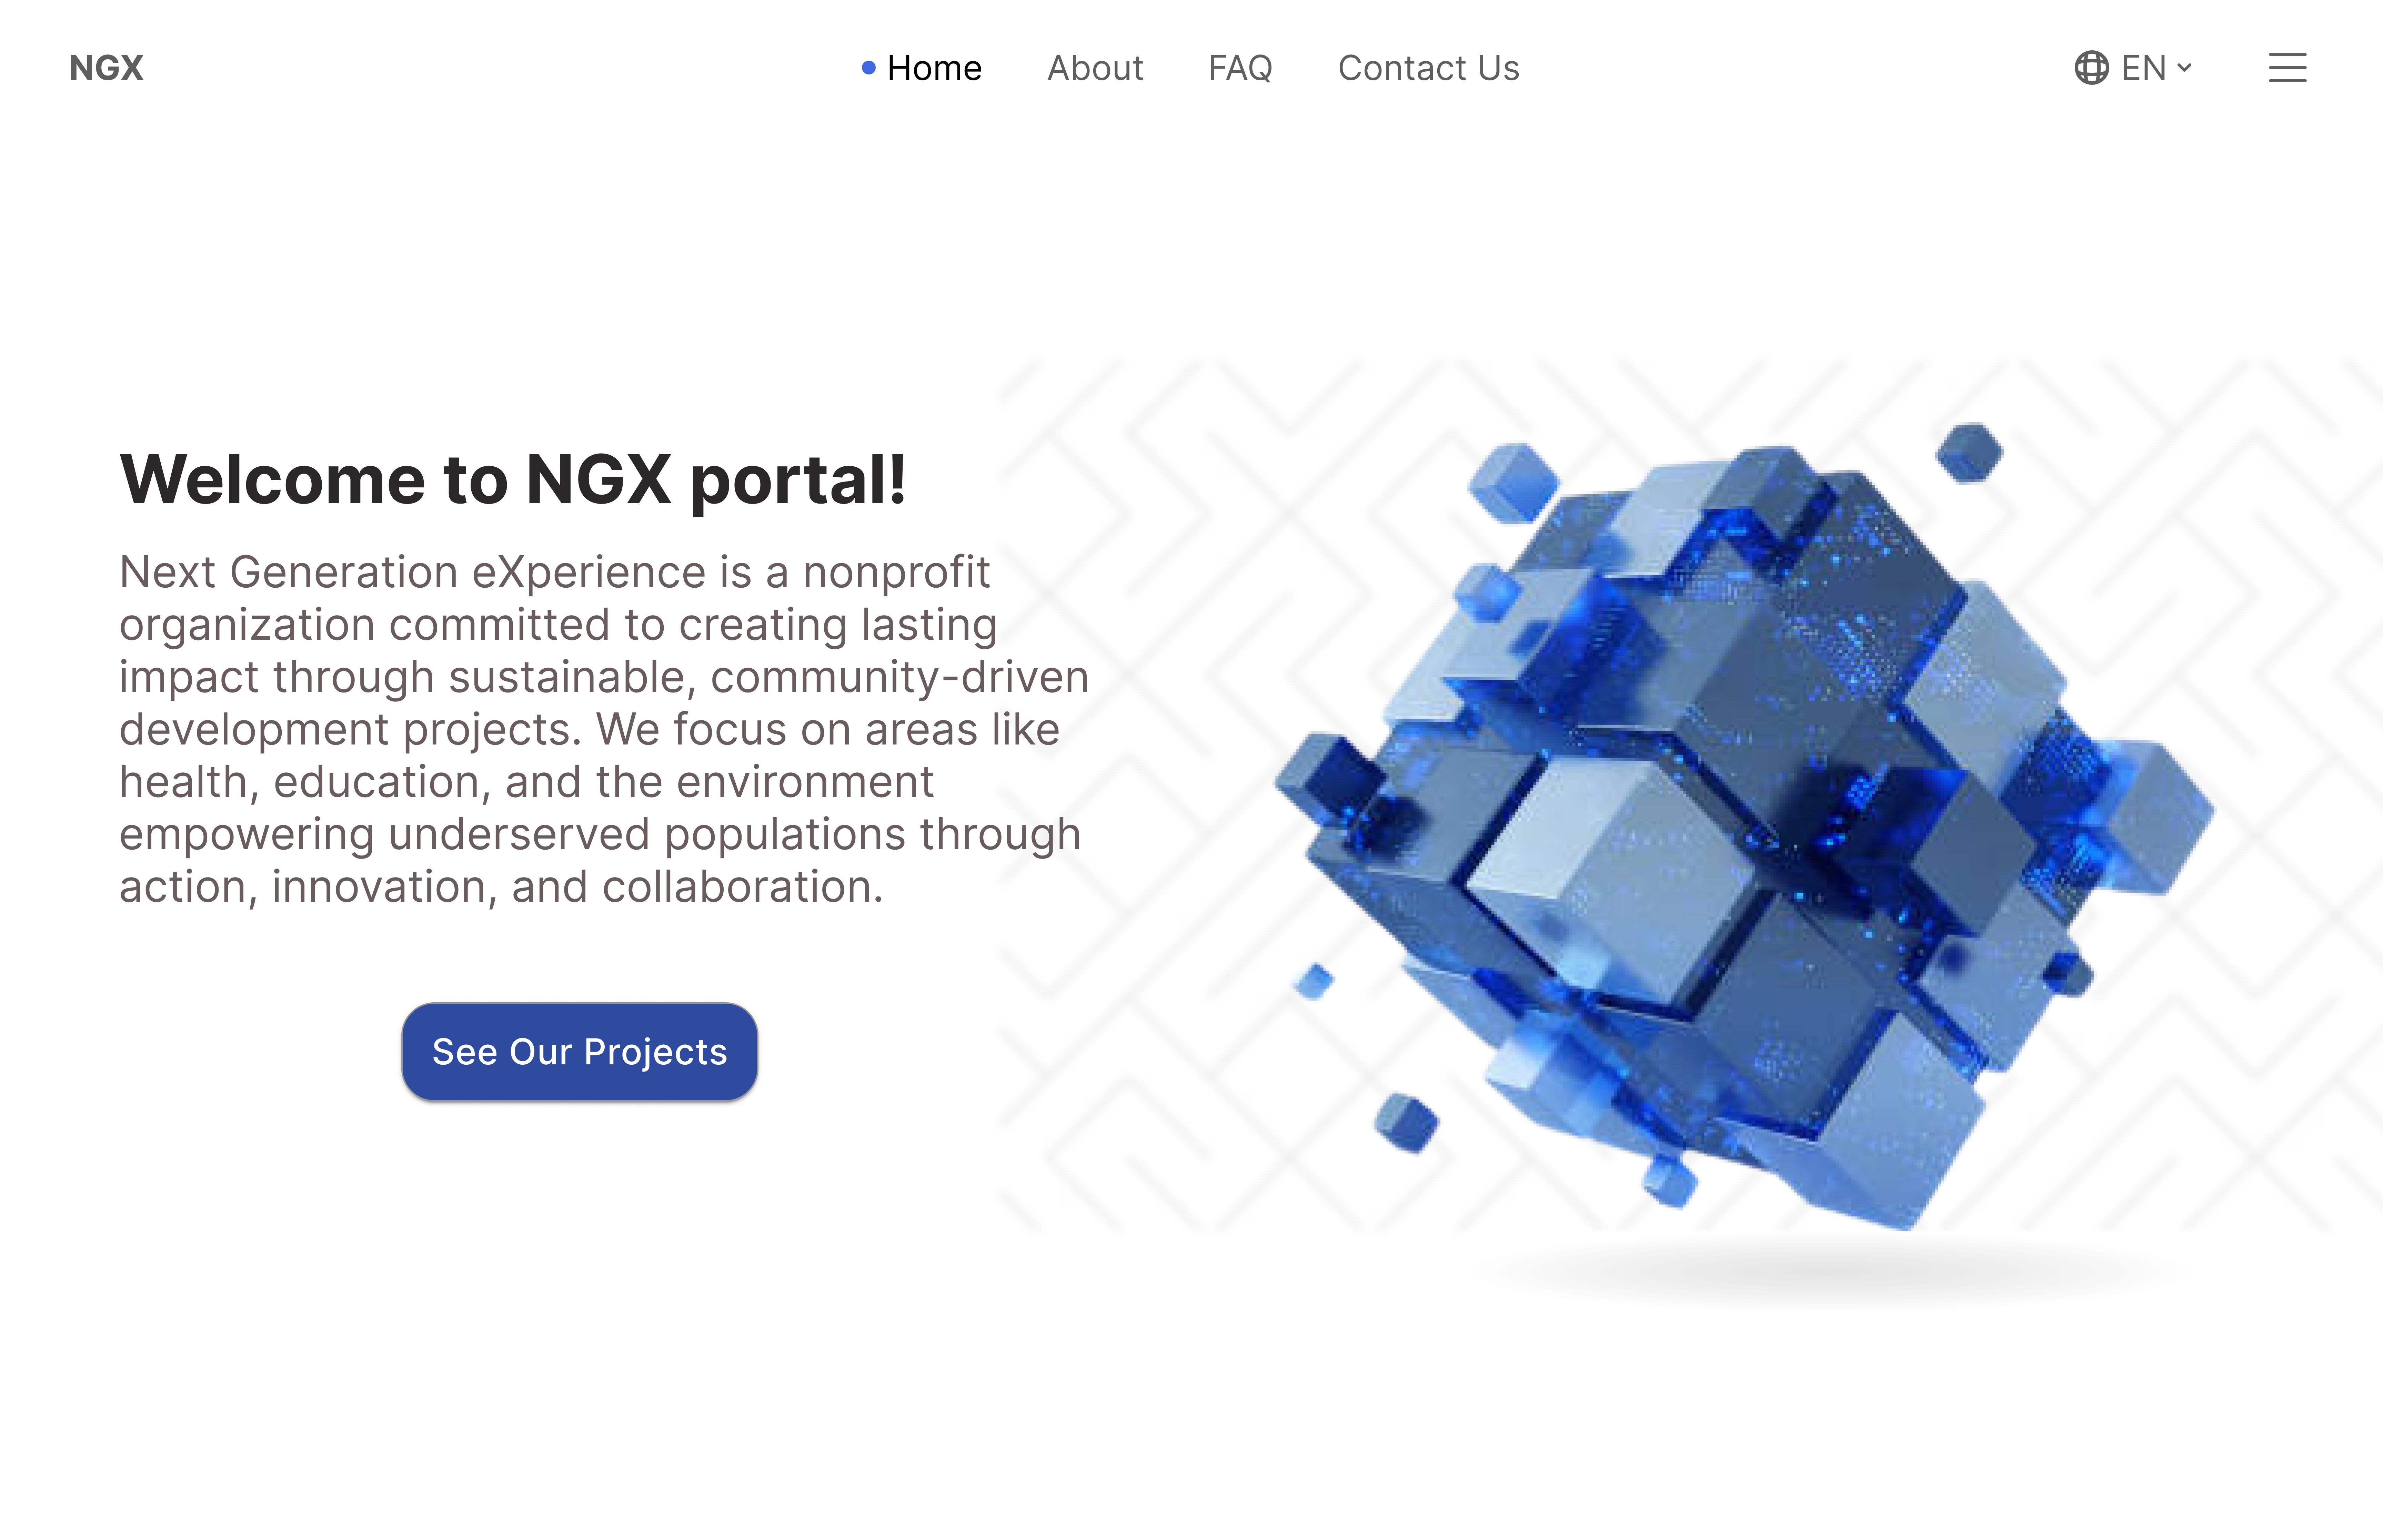 NGX
Home
About
FAQ
Contact Us
EN
Welcome to NGX portal!
Next Generation eXperience is a nonprofit
organization committed to creating lasting
impact through sustainable, community-driven
development projects. We focus on areas like
health, education, and the environment
empowering underserved populations through
action, innovation, and collaboration.
See Our Projects